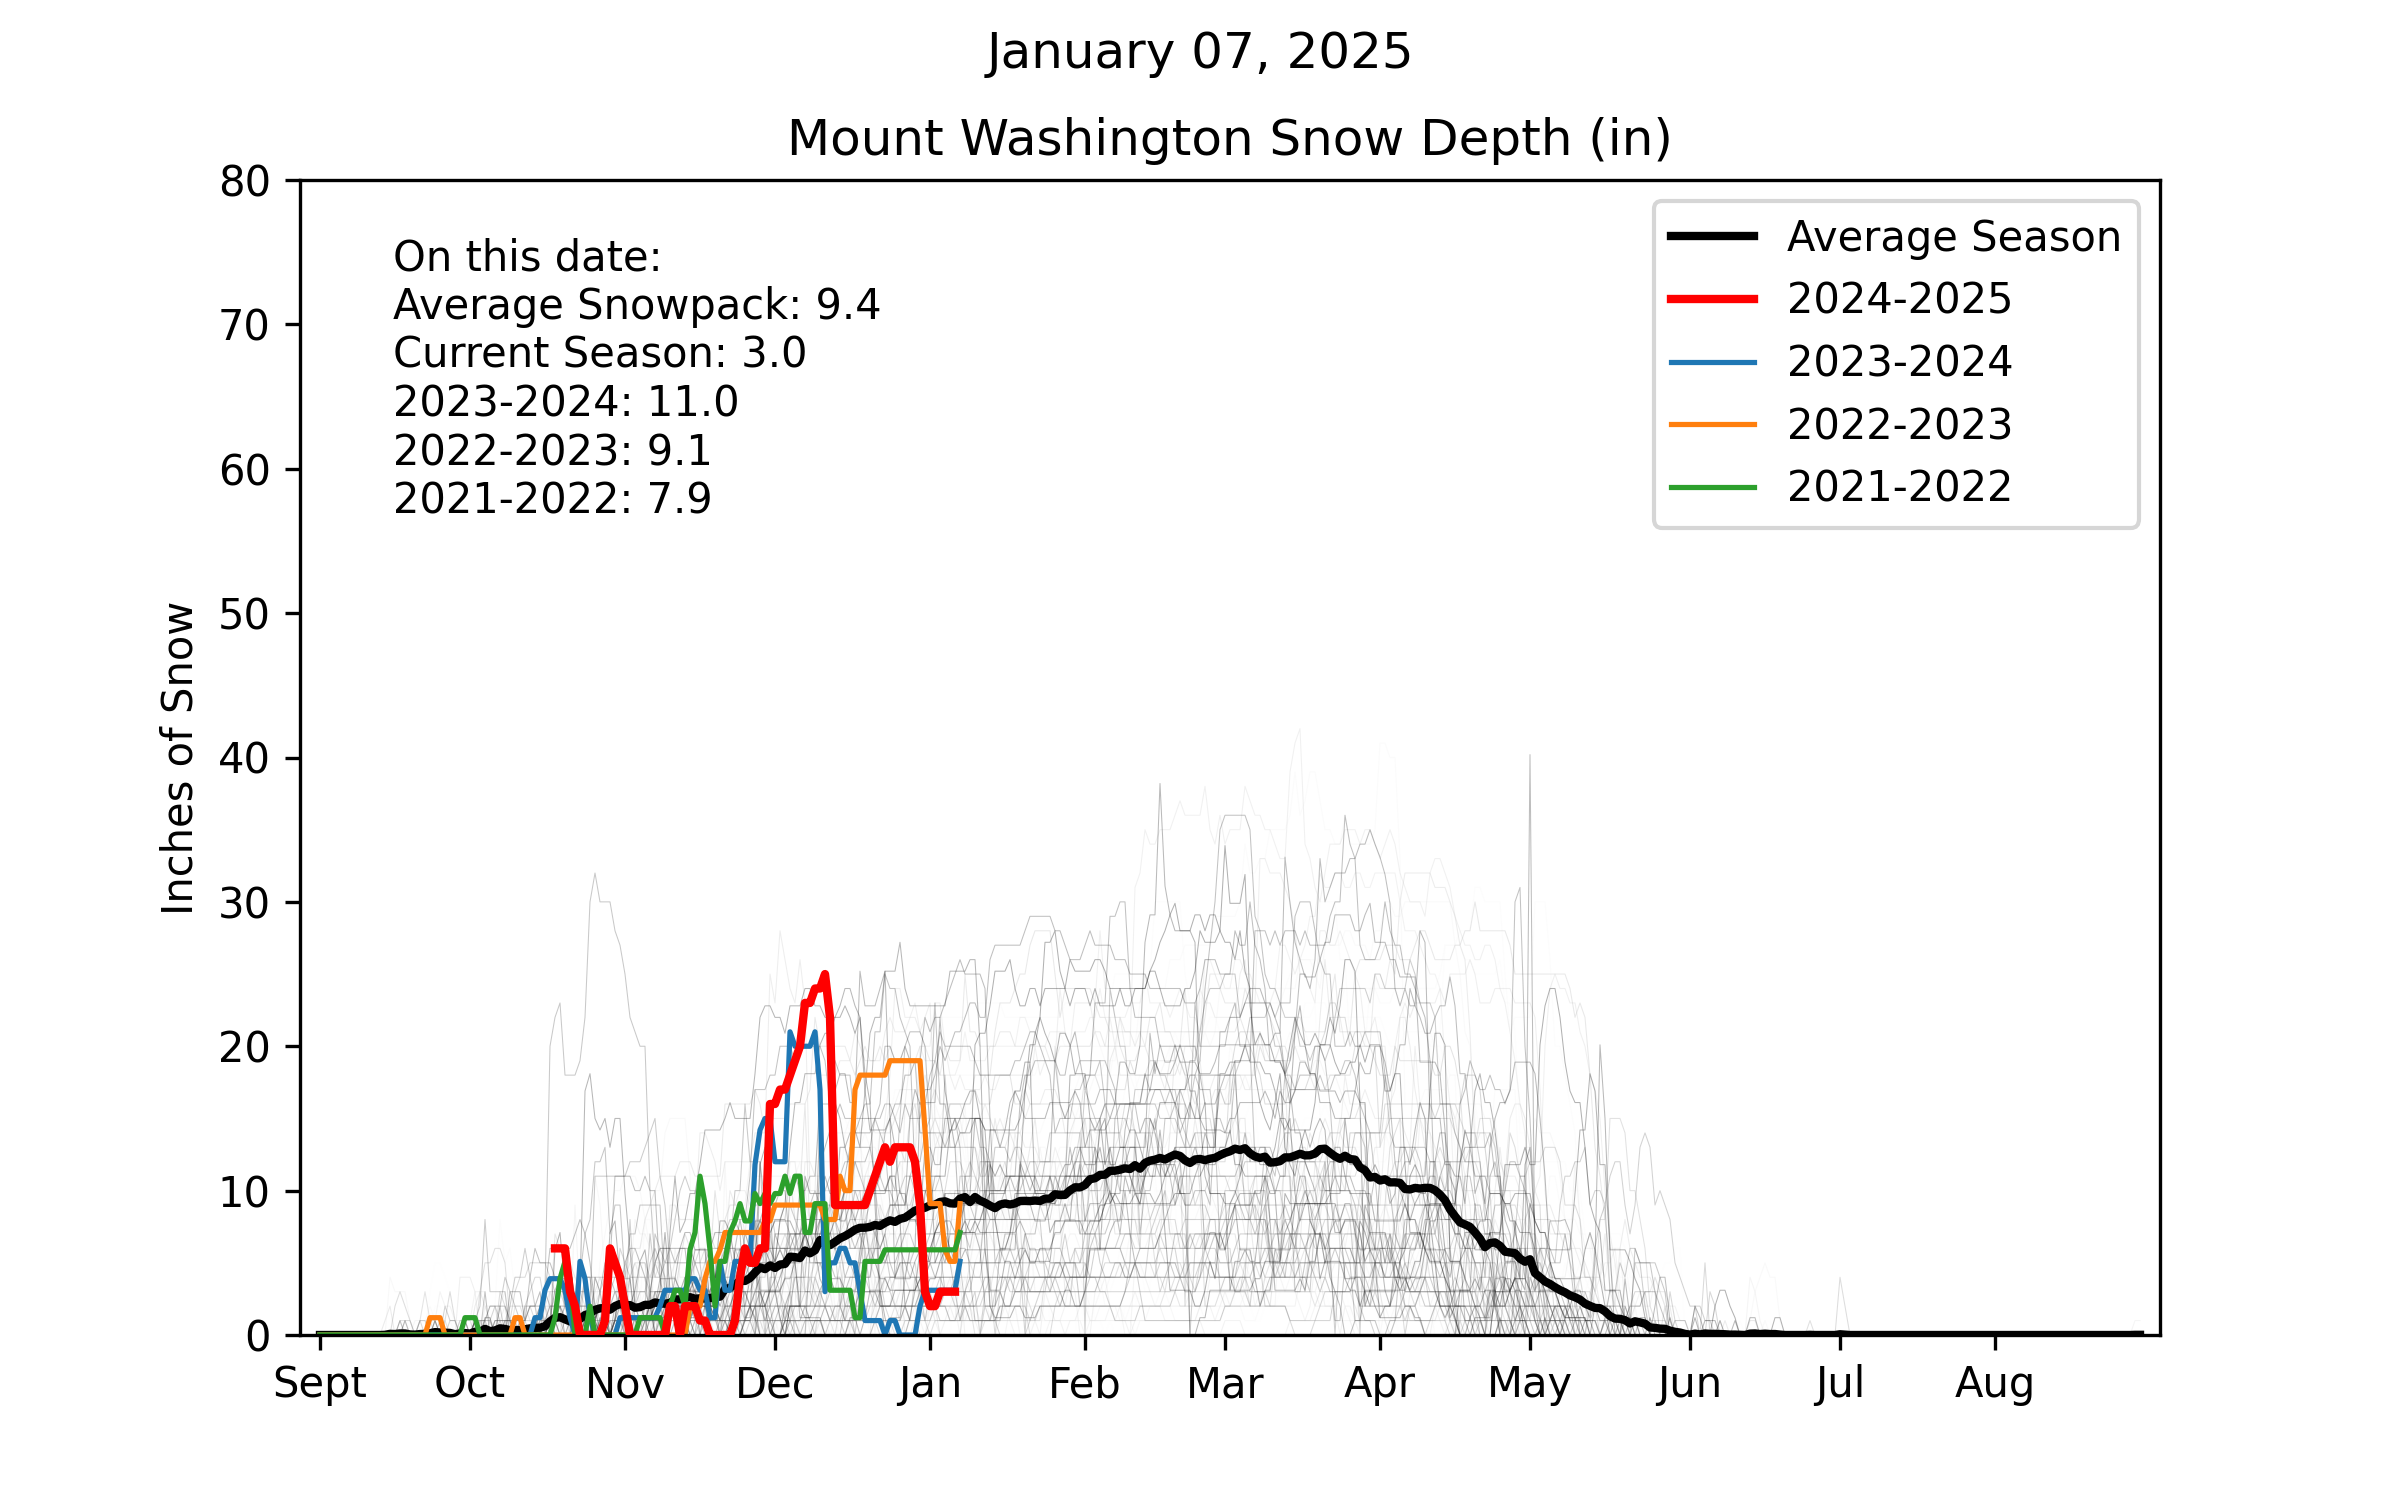 January 07, 2025
Mount Washington Snow Depth (in)
80
70
60
50
40
30
20
10
0
Inches of Snow
On this date:
Average Snowpack: 9.4
Current Season: 3.0
2023-2024: 11.0
2022-2023: 9.1
2021-2022: 7.9
Average Season
2024-2025
2023-2024
2022-2023
2021-2022
Sept Oct Nov Dec Jan Feb Mar Apr May Jun Jul Aug